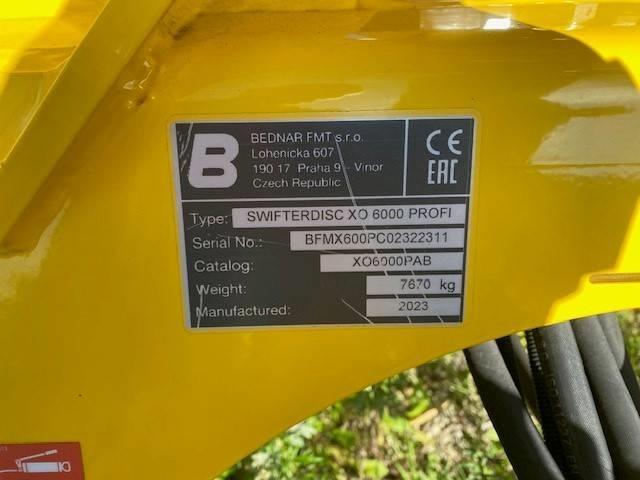 B
BEDNAR FMT s.r.o.
Lohenicka 607
190 17 Praha 9 - Vinor
Czech Republic
CE
EAC
Type: SWIFTERDISC XO 6000 PROFI
Serial No.: BFMX600PC02322311
Catalog: XO6000PAB
Weight: 7670 kg
Manufactured: 2023